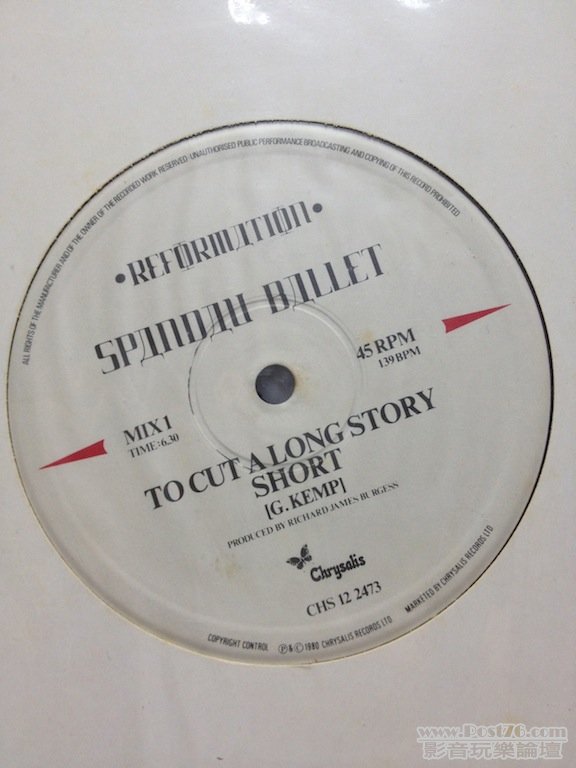 ALL RIGHTS OF THE MANUFACTURER AND OF THE OWNER OF THE RECORDED WORK RESERVED·UNAUTHORISED PUBLIC PERFORMANCE BROADCASTING AND COPYING OF THIS RECORD PROHIBITED
•REFORMATION•
SPANDAU BALLET
MIX 1
TIME: 6.30
45 RPM
139 BPM
TO CUT A LONG STORY
SHORT
[G. KEMP]
PRODUCED BY RICHARD JAMES BURGESS
Chrysalis
CHS 12 2473
COPYRIGHT CONTROL ℗ & © 1980 CHRYSALIS RECORDS LTD MARKETED BY CHRYSALIS RECORDS LTD
www.Post76.com
影音玩樂論壇